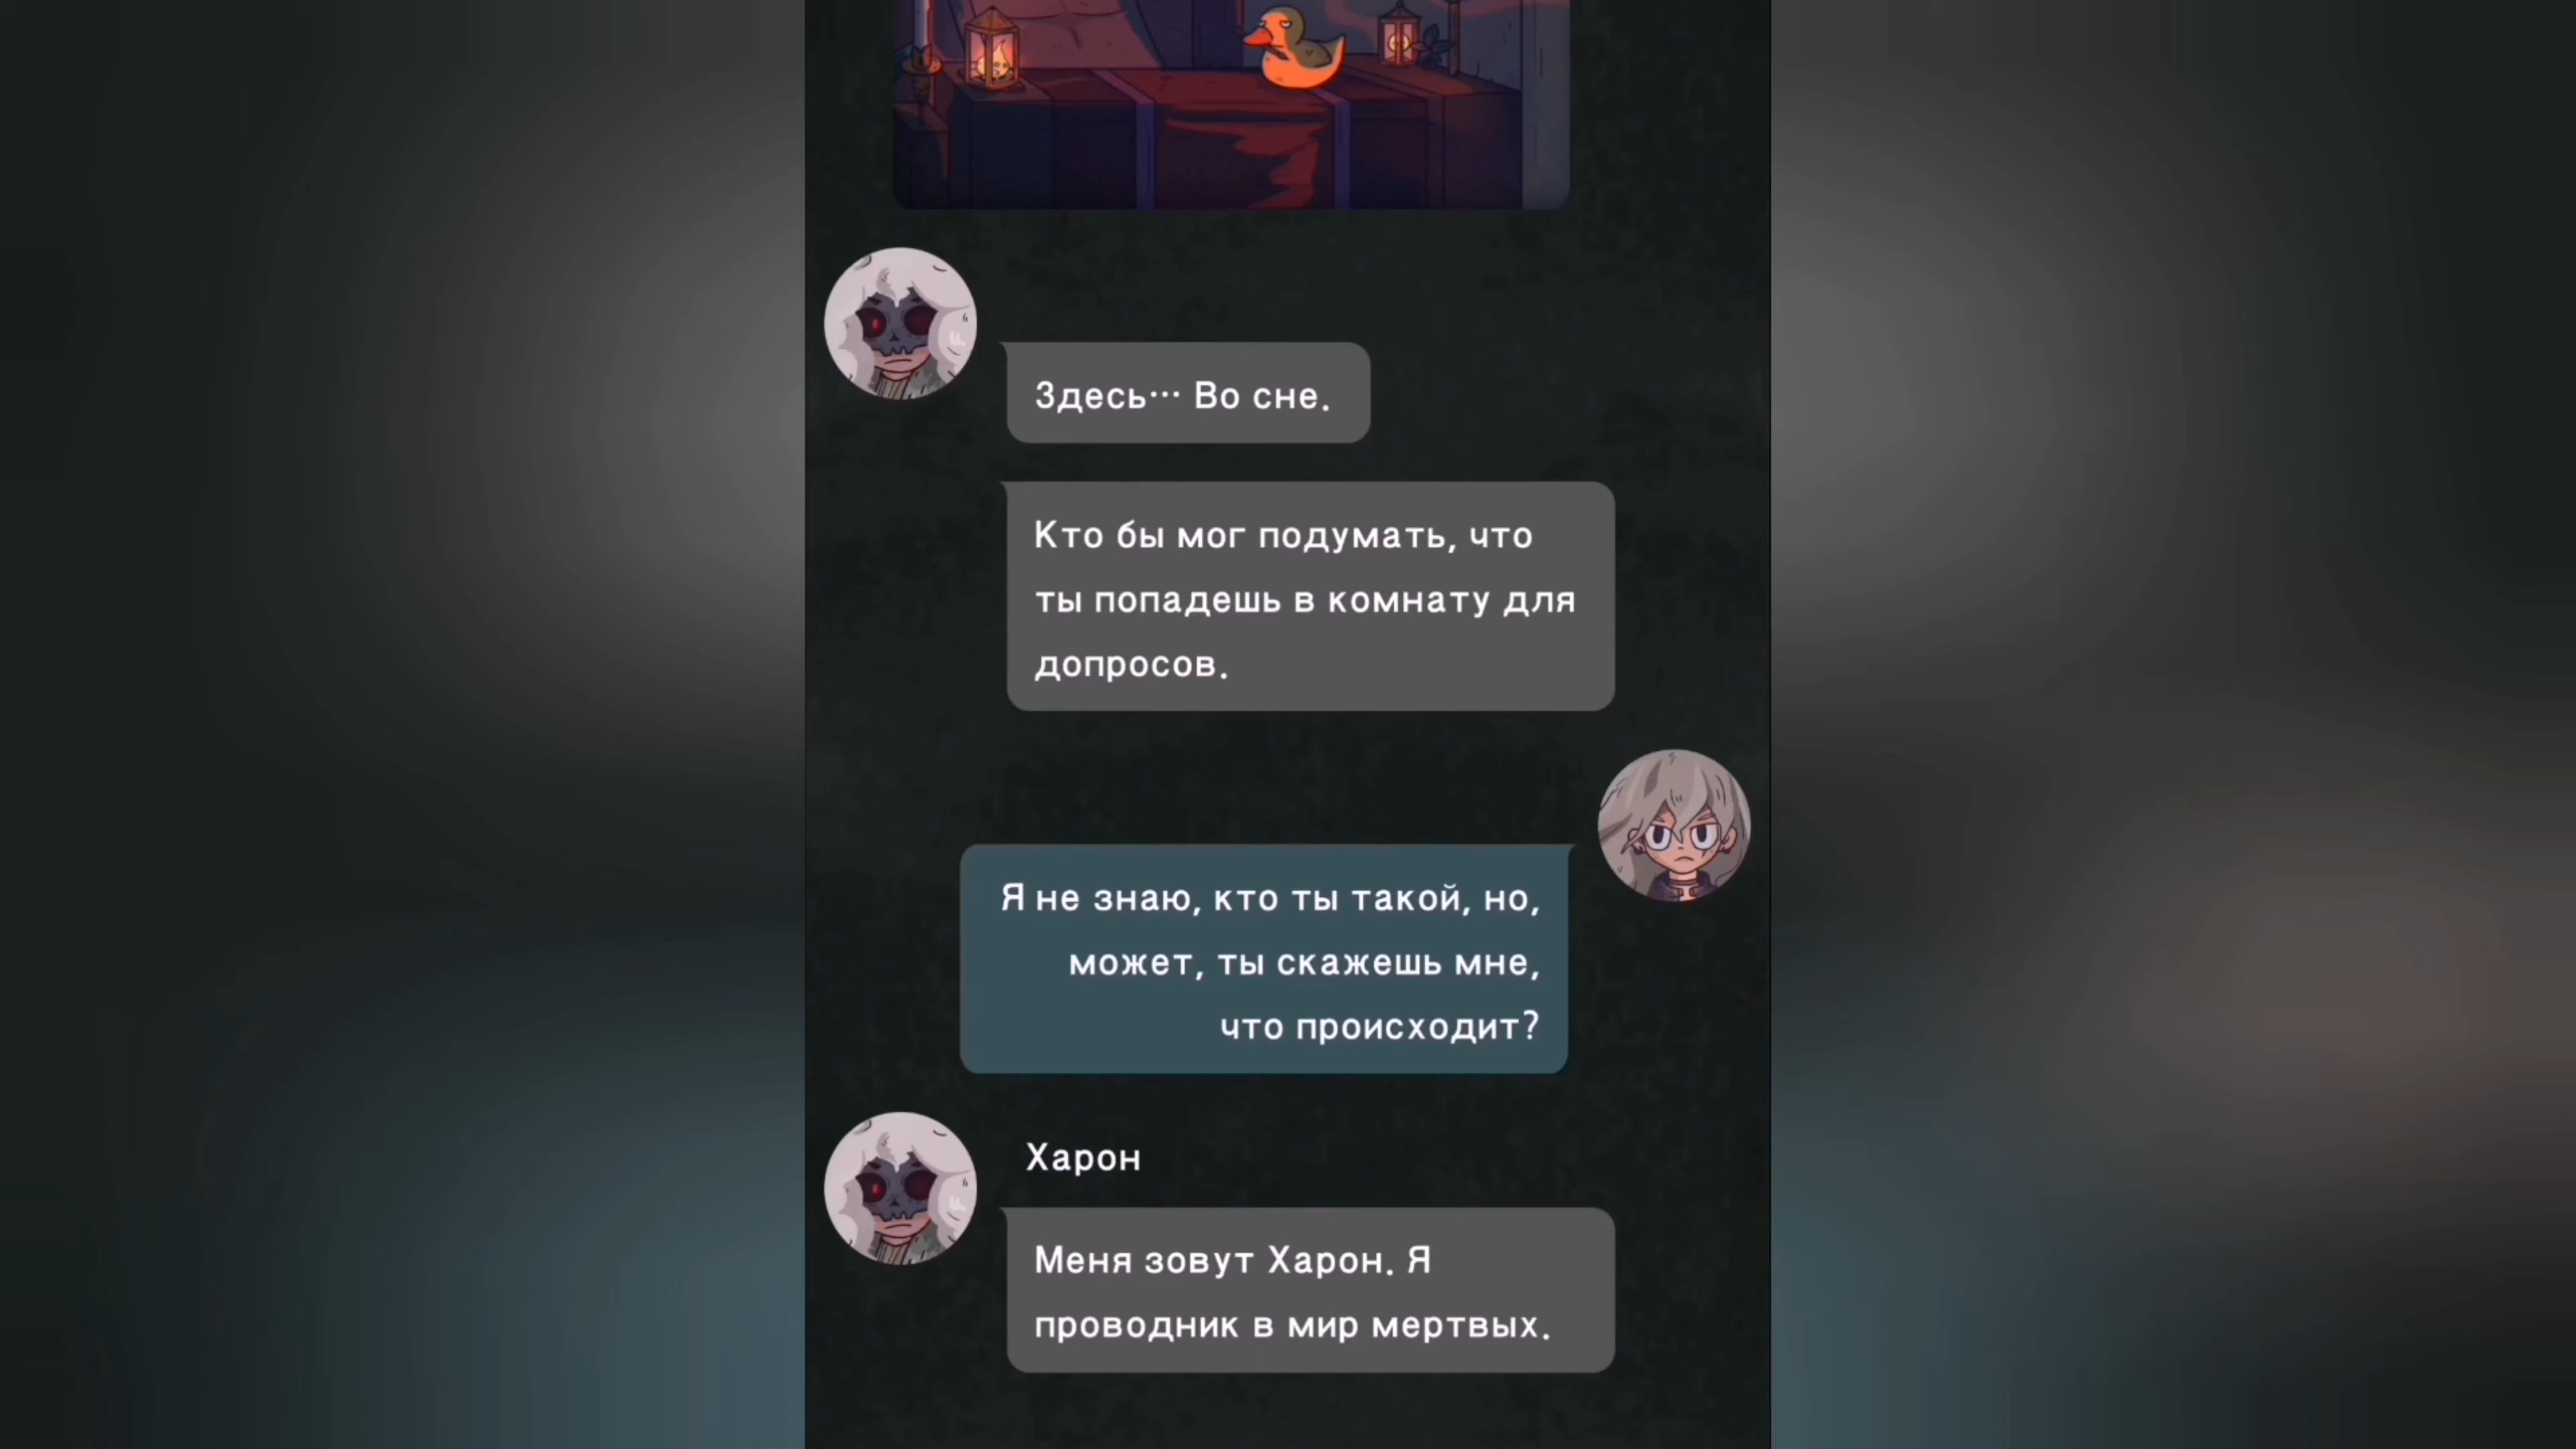 Здесь… Во сне.
Кто бы мог подумать, что
ты попадешь в комнату для
допросов.
Я не знаю, кто ты такой, но,
может, ты скажешь мне,
что происходит?
Харон
Меня зовут Харон. Я
проводник в мир мертвых.